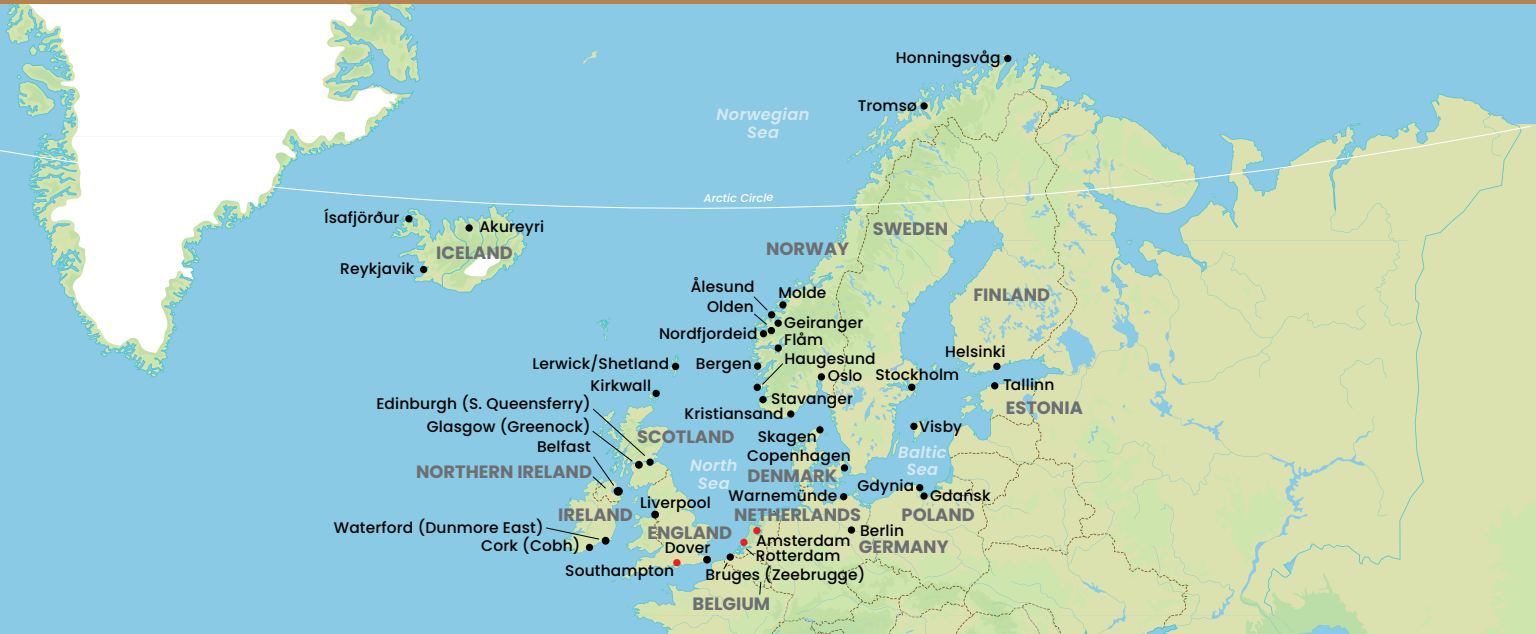 Honningsvåg
Tromsø
Norwegian
Sea
Arctic Circle
Ísafjörður
Akureyri
SWEDEN
NORWAY
ICELAND
Reykjavik
Ålesund
Molde
FINLAND
Olden
Geiranger
Nordfjordeid
Flåm
Helsinki
Haugesund
Lerwick/Shetland
Bergen
Oslo
Stockholm
Kirkwall
Tallinn
Stavanger
Edinburgh (S. Queensferry)
ESTONIA
Kristiansand
Glasgow (Greenock)
Visby
SCOTLAND
Skagen
Belfast
Copenhagen
Baltic
Sea
North
Sea
NORTHERN IRELAND
DENMARK
Gdynia
Warnemünde
Gdańsk
Liverpool
IRELAND
NETHERLANDS
POLAND
Waterford (Dunmore East)
ENGLAND
Berlin
Amsterdam
Cork (Cobh)
Dover
GERMANY
Rotterdam
Southampton
Bruges (Zeebrugge)
BELGIUM